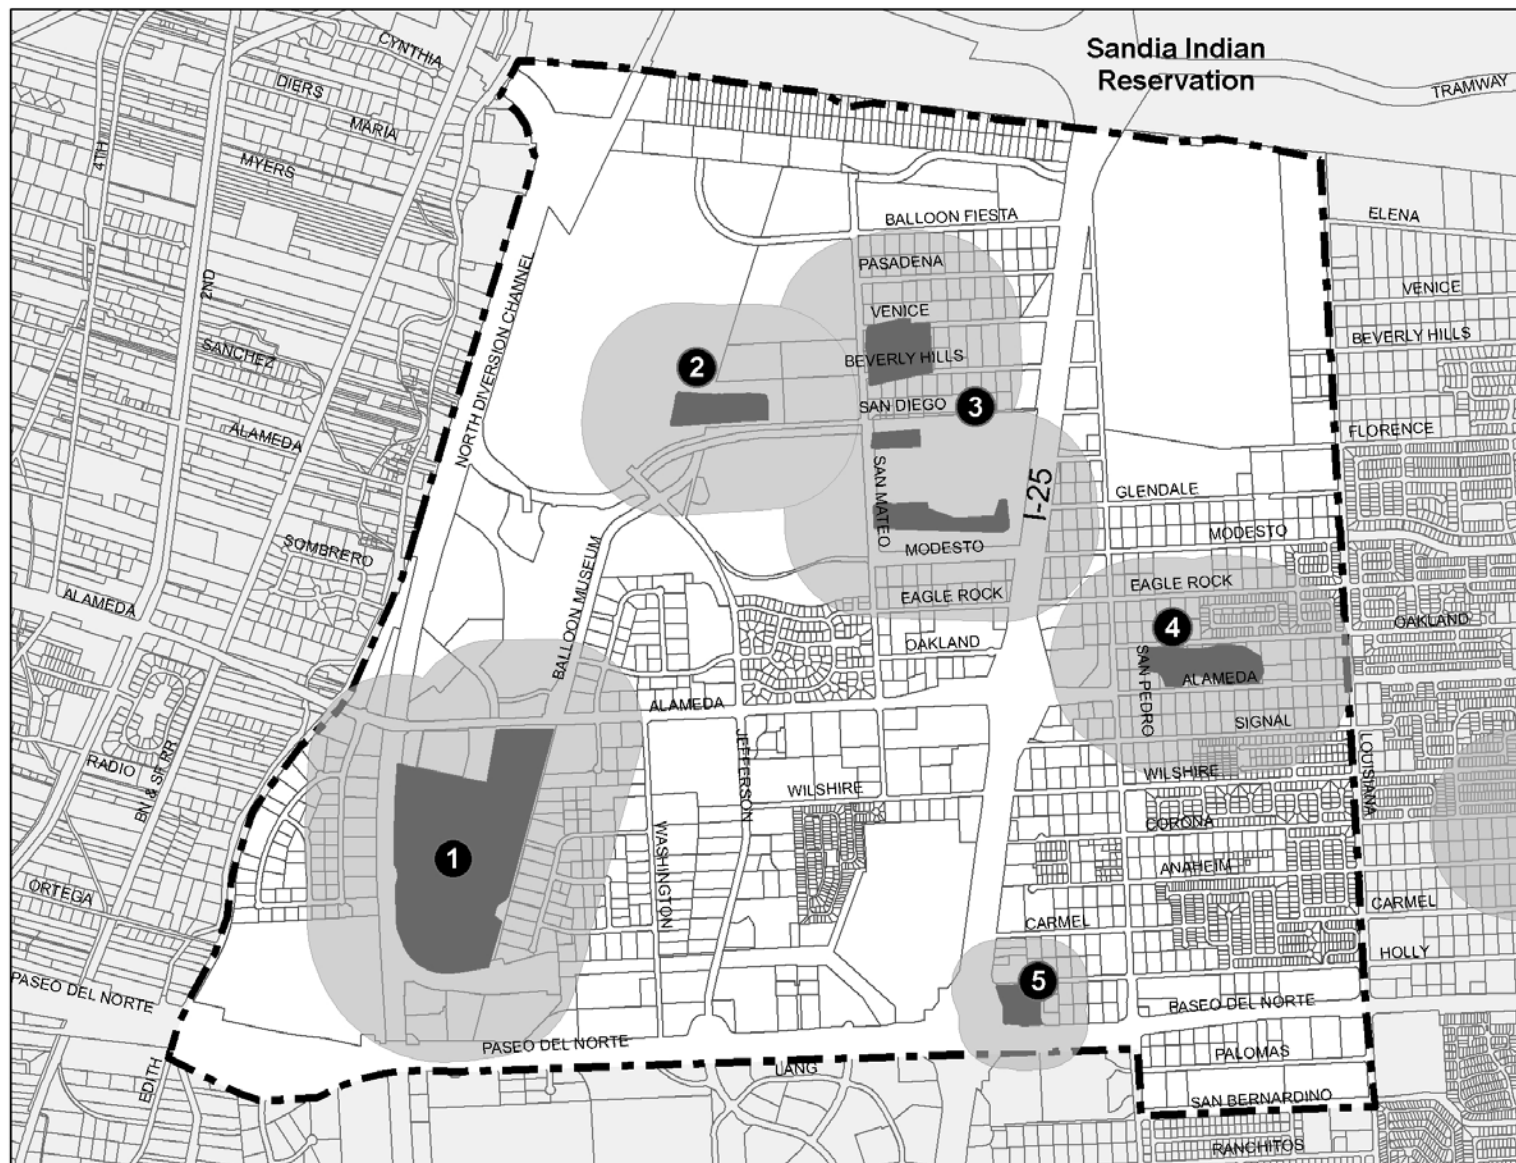 Sandia Indian
Reservation
TRAMWAY
CYNTHIA
DIERS
MARIA
4TH
MYERS
ELENA
BALLOON FIESTA
PASADENA
2ND
NORTH DIVERSION CHANNEL
VENICE
VENICE
BEVERLY HILLS
SANCHEZ
BEVERLY HILLS
2
SAN DIEGO
3
ALAMEDA
FLORENCE
SAN MATEO
I-25
GLENDALE
MODESTO
SOMBRERO
MODESTO
BALLOON MUSEUM
EAGLE ROCK
EAGLE ROCK
ALAMEDA
4
OAKLAND
OAKLAND
SAN PEDRO
ALAMEDA
ALAMEDA
SIGNAL
JEFFERSON
LOUISIANA
RADIO
BN & SF RR
WILSHIRE
WILSHIRE
CORONA
WASHINGTON
1
ANAHEIM
ORTEGA
CARMEL
CARMEL
HOLLY
5
PASEO DEL NORTE
PASEO DEL NORTE
PASEO DEL NORTE
PALOMAS
EDITH
LANG
SAN BERNARDINO
RANCHITOS